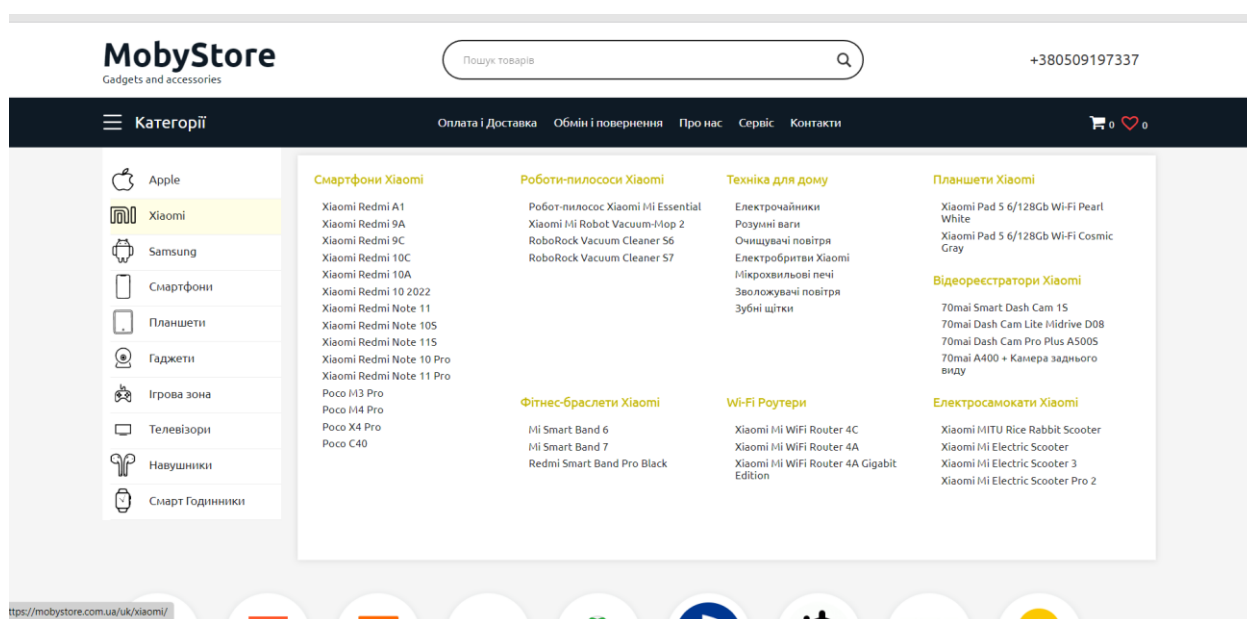 MobyStore
Gadgets and accessories
Пошук товарів
+380509197337
Категорії
Оплата і Доставка
Обмін і повернення
Про нас
Сервіс
Контакти
0
0
Apple
Xiaomi
Samsung
Смартфони
Планшети
Гаджети
Ігрова зона
Телевізори
Навушники
Смарт Годинники
Смартфони Xiaomi
Xiaomi Redmi A1
Xiaomi Redmi 9A
Xiaomi Redmi 9C
Xiaomi Redmi 10C
Xiaomi Redmi 10A
Xiaomi Redmi 10 2022
Xiaomi Redmi Note 11
Xiaomi Redmi Note 10S
Xiaomi Redmi Note 11S
Xiaomi Redmi Note 10 Pro
Xiaomi Redmi Note 11 Pro
Poco M3 Pro
Poco M4 Pro
Poco X4 Pro
Poco C40
Роботи-пилососи Xiaomi
Робот-пилосос Xiaomi Mi Essential
Xiaomi Mi Robot Vacuum-Mop 2
RoboRock Vacuum Cleaner S6
RoboRock Vacuum Cleaner S7
Техніка для дому
Електрочайники
Розумні ваги
Очищувачі повітря
Електробритви Xiaomi
Мікрохвильові печі
Зволожувачі повітря
Зубні щітки
Планшети Xiaomi
Xiaomi Pad 5 6/128Gb Wi-Fi Pearl
White
Xiaomi Pad 5 6/128Gb Wi-Fi Cosmic
Gray
Відеореєстратори Xiaomi
70mai Smart Dash Cam 1S
70mai Dash Cam Lite Midrive D08
70mai Dash Cam Pro Plus A500S
70mai A400 + Камера заднього
виду
Фітнес-браслети Xiaomi
Mi Smart Band 6
Mi Smart Band 7
Redmi Smart Band Pro Black
Wi-Fi Роутери
Xiaomi Mi WiFi Router 4C
Xiaomi Mi WiFi Router 4A
Xiaomi Mi WiFi Router 4A Gigabit
Edition
Електросамокати Xiaomi
Xiaomi MITU Rice Rabbit Scooter
Xiaomi Mi Electric Scooter
Xiaomi Mi Electric Scooter 3
Xiaomi Mi Electric Scooter Pro 2
ttps://mobystore.com.ua/uk/xiaomi/